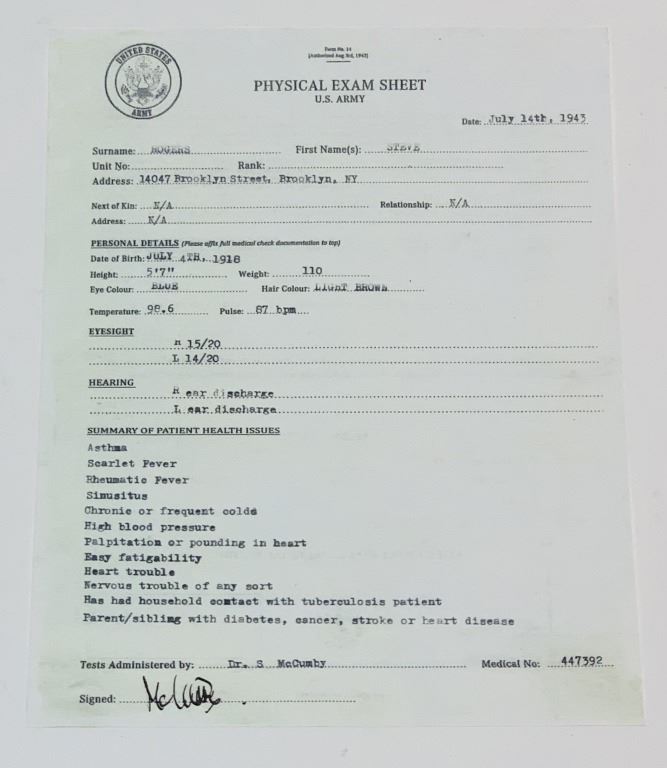 UNITED STATES
ARMY
Form No. 14
(Authorized Aug 3rd, 1942)
PHYSICAL EXAM SHEET
U.S. ARMY
Date: July 14th, 1943
Surname: ROGERS First Name(s): STEVE
Unit No: Rank:
Address: 14047 Brooklyn Street, Brooklyn, NY
Next of Kin: N/A Relationship: N/A
Address: N/A
PERSONAL DETAILS (Please affix full medical check documentation to top)
Date of Birth: JULY 4TH, 1918
Height: 5'7" Weight: 110
Eye Colour: BLUE Hair Colour: LIGHT BROWN
Temperature: 98.6 Pulse: 87 bpm
EYESIGHT
R 15/20
L 14/20
HEARING
R ear discharge
L ear discharge
SUMMARY OF PATIENT HEALTH ISSUES
Asthma
Scarlet Fever
Rheumatic Fever
Sinusitus
Chronic or frequent colds
High blood pressure
Palpitation or pounding in heart
Easy fatigability
Heart trouble
Nervous trouble of any sort
Has had household contact with tuberculosis patient
Parent/sibling with diabetes, cancer, stroke or heart disease
Tests Administered by: Dr. S McCumby Medical No: 447392
Signed: